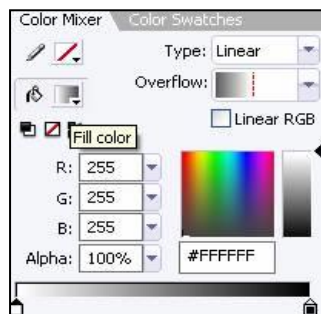 Color Mixer Color Swatches
Type: Linear
Overflow:
Linear RGB
Fill color
R: 255
G: 255
B: 255
Alpha: 100% #FFFFFF